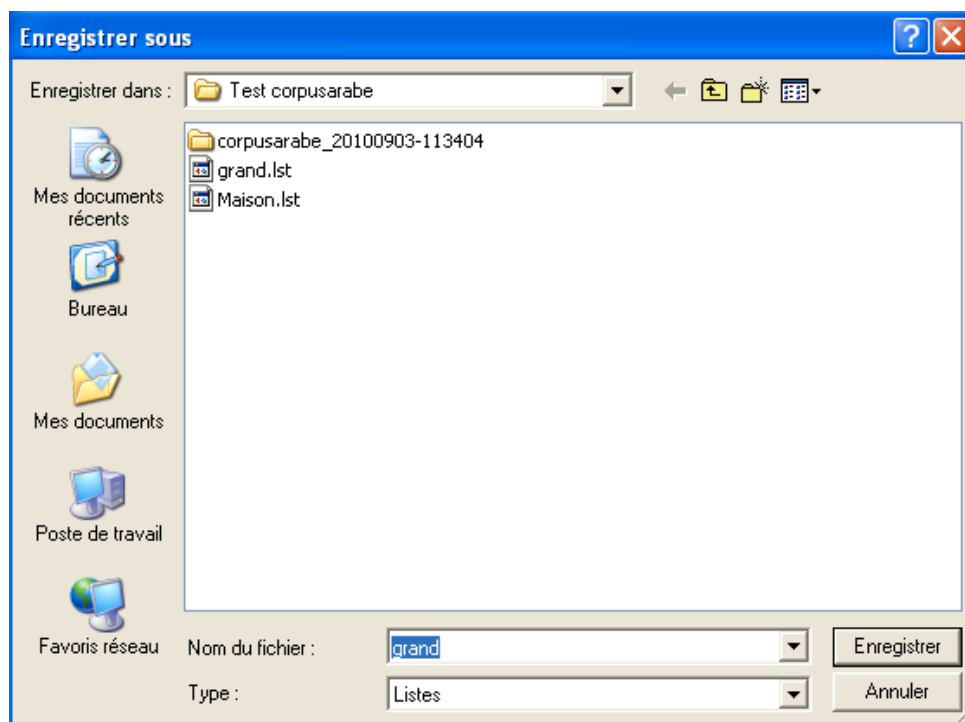 Enregistrer sous
Enregistrer dans :
Test corpusarabe
corpusarabe_20100903-113404
grand.lst
Maison.lst
Mes documents
récents
Bureau
Mes documents
Poste de travail
Favoris réseau
Nom du fichier :
grand
Enregistrer
Type :
Listes
Annuler